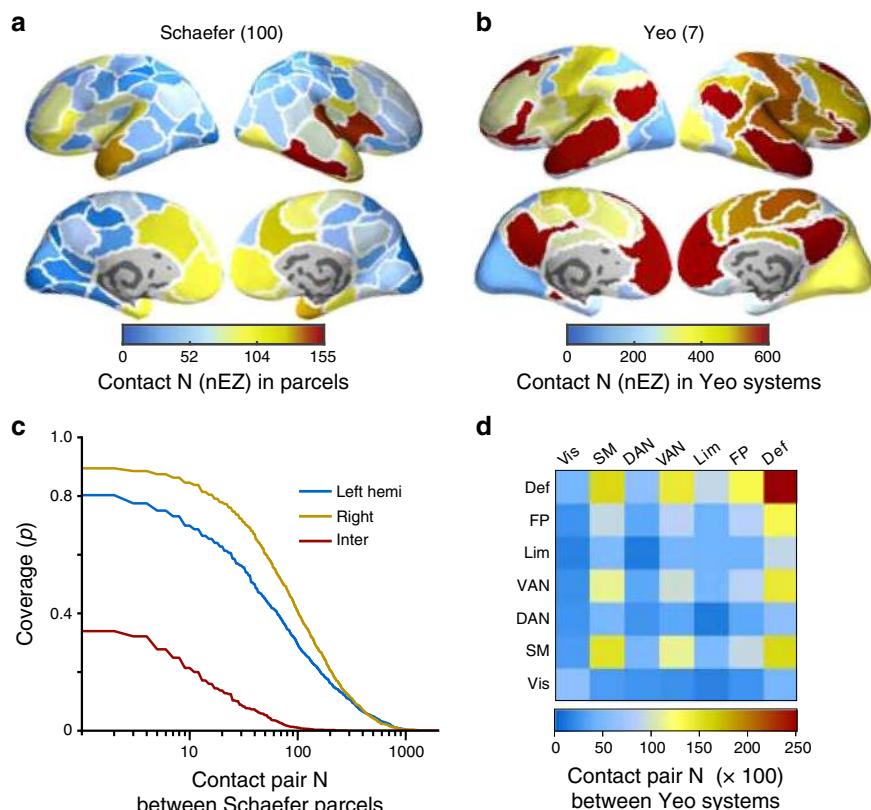 a
Schaefer (100)
b
Yeo (7)
0 52 104 155
Contact N (nEZ) in parcels
0 200 400 600
Contact N (nEZ) in Yeo systems
c
1.0
0.8
0.4
0
Coverage (p)
Left hemi
Right
Inter
10 100 1000
Contact pair N
between Schaefer parcels
d
Vis SM DAN VAN Lim FP Def
Def
FP
Lim
VAN
DAN
SM
Vis
0 50 100 150 200 250
Contact pair N (× 100)
between Yeo systems